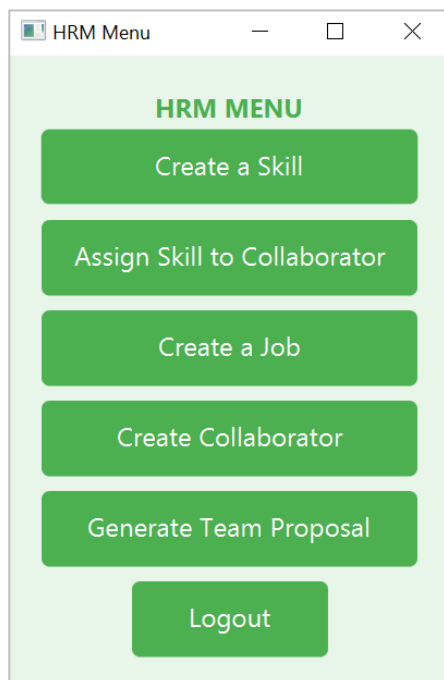 HRM Menu
HRM MENU
Create a Skill
Assign Skill to Collaborator
Create a Job
Create Collaborator
Generate Team Proposal
Logout